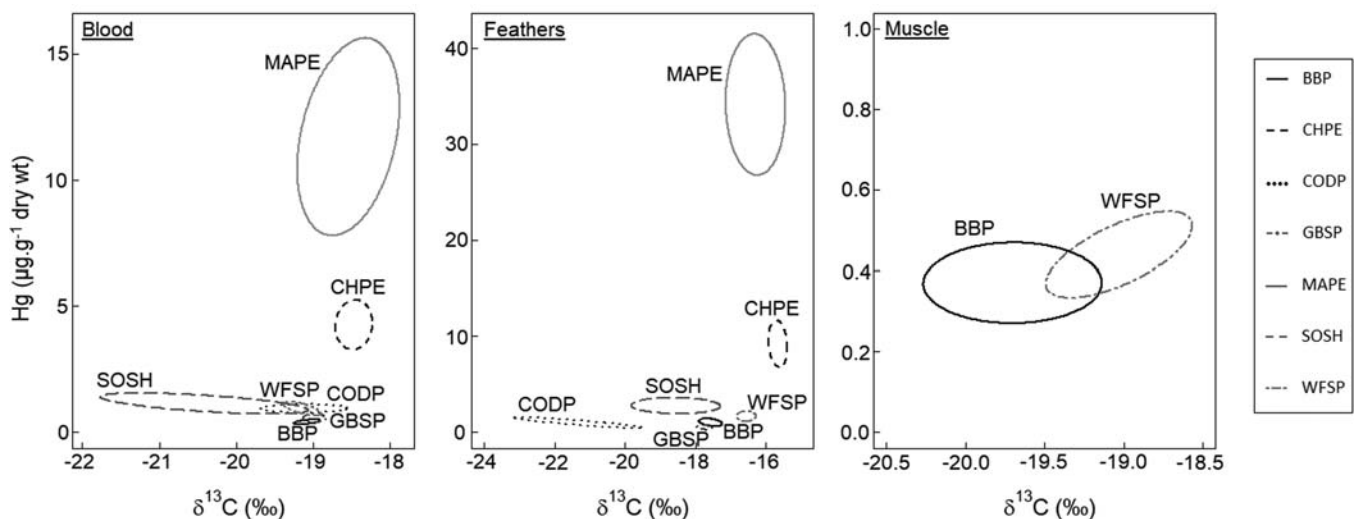 Blood
Hg (µg.g⁻¹ dry wt)
15
10
5
0
MAPE
CHPE
SOSH
WFSP
CODP
GBSP
BBP
-22
-21
-20
-19
-18
δ¹³C (‰)
Feathers
40
30
20
10
0
MAPE
CHPE
SOSH
CODP
WFSP
GBSP
BBP
-24
-22
-20
-18
-16
δ¹³C (‰)
Muscle
1.0
0.8
0.6
0.4
0.2
0.0
WFSP
BBP
-20.5
-20.0
-19.5
-19.0
-18.5
δ¹³C (‰)
BBP
CHPE
CODP
GBSP
MAPE
SOSH
WFSP